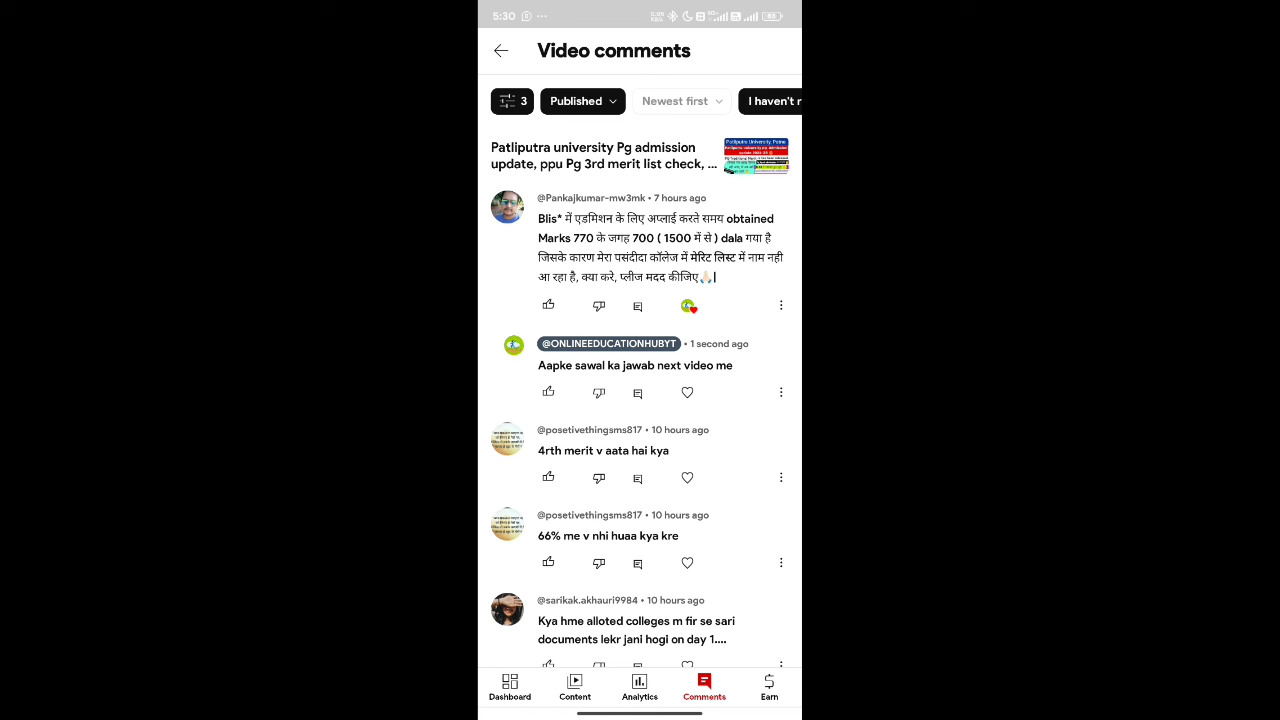 5:30
Video comments
3
Published
Newest first
I haven't r
Patliputra university Pg admission
update, ppu Pg 3rd merit list check, ...
Patliputra University, Patna
@Pankajkumar-mw3mk • 7 hours ago
Blis* में एडमिशन के लिए अप्लाई करते समय obtained
Marks 770 के जगह 700 ( 1500 में से ) dala गया है
जिसके कारण मेरा पसंदीदा कॉलेज में मेरिट लिस्ट में नाम नही
आ रहा है, क्या करे, प्लीज मदद कीजिए🙏🏻|
@ONLINEEDUCATIONHUBYT • 1 second ago
Aapke sawal ka jawab next video me
@posetivethingsms817 • 10 hours ago
4rth merit v aata hai kya
@posetivethingsms817 • 10 hours ago
66% me v nhi huaa kya kre
@sarikak.akhauri9984 • 10 hours ago
Kya hme alloted colleges m fir se sari
documents lekr jani hogi on day 1....
Dashboard
Content
Analytics
Comments
Earn